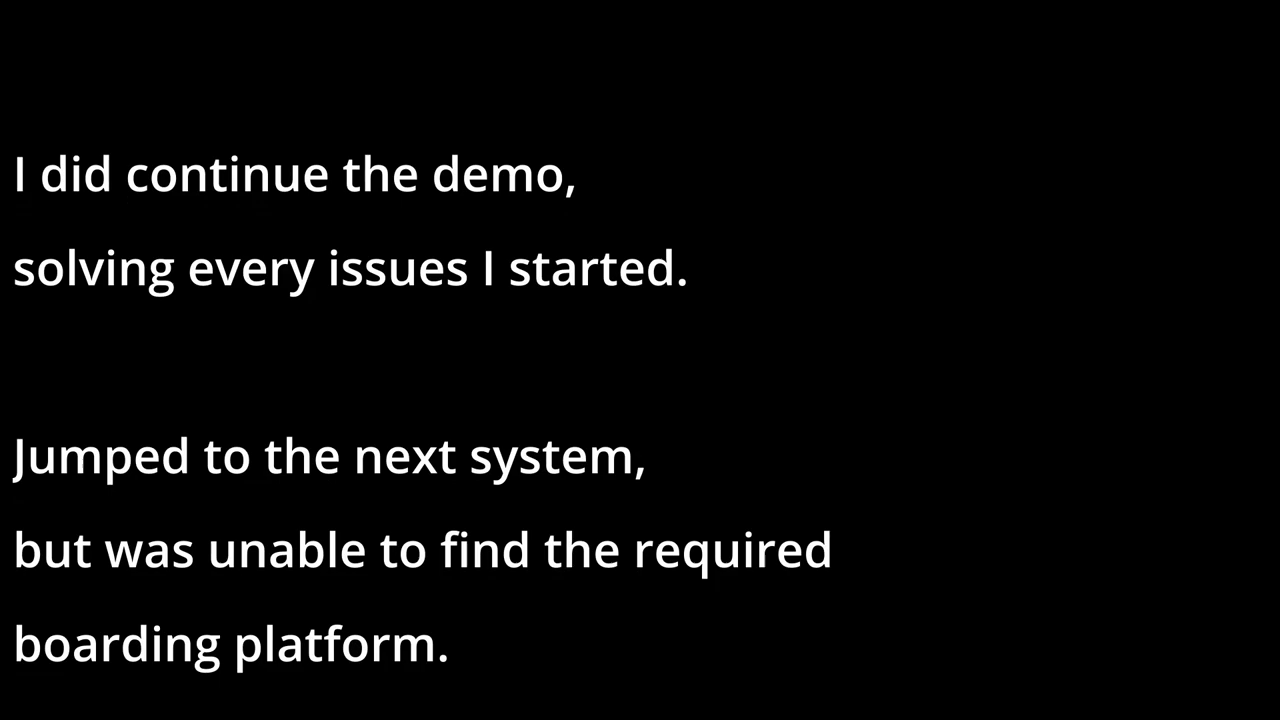 I did continue the demo,
solving every issues I started.
Jumped to the next system,
but was unable to find the required
boarding platform.